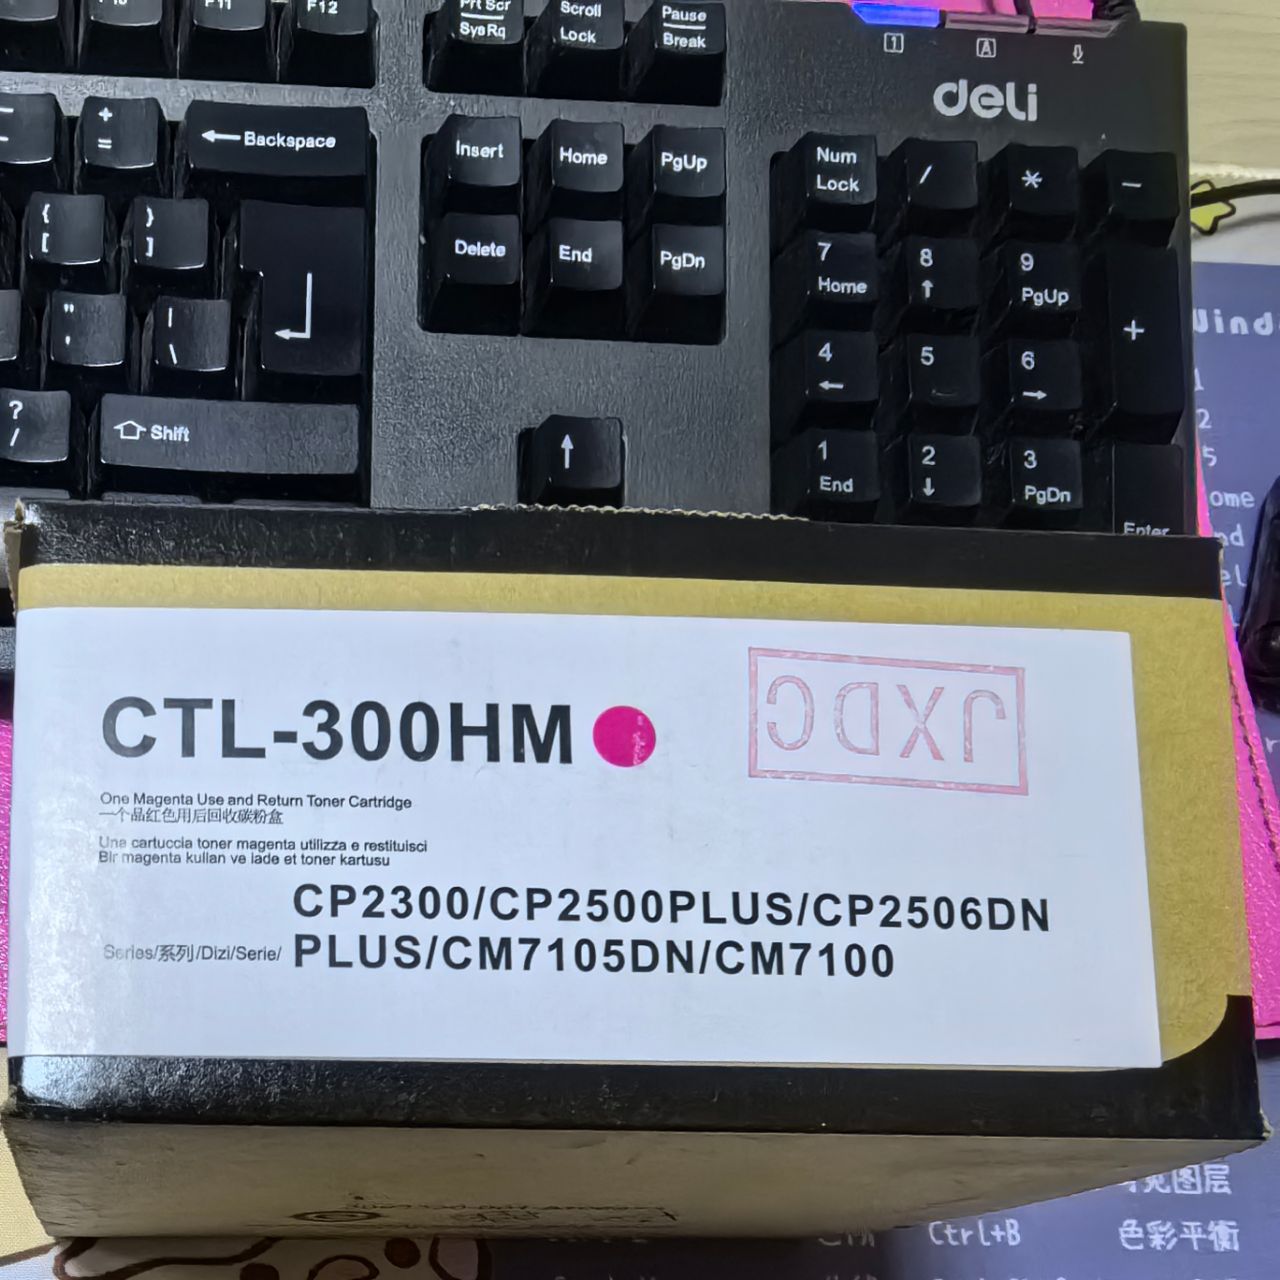 F11
F12
Prt Scr
SysRq
Scroll
Lock
Pause
Break
1
A
deli
+
=
Backspace
Insert
Home
PgUp
Num
Lock
/
*
{
[
}
]
Delete
End
PgDn
7
Home
8
9
PgUp
+
"
'
|
\
4
5
6
?
/
Shift
1
End
2
3
PgDn
Enter
CTL-300HM
JXDC
One Magenta Use and Return Toner Cartridge
一个品红色用后回收碳粉盒
Una cartuccia toner magenta utilizza e restituisci
Bir magenta kullan ve iade et toner kartusu
CP2300/CP2500PLUS/CP2506DN
Series/系列/Dizi/Serie/ PLUS/CM7105DN/CM7100
图层
Ctrl+B
色彩平衡